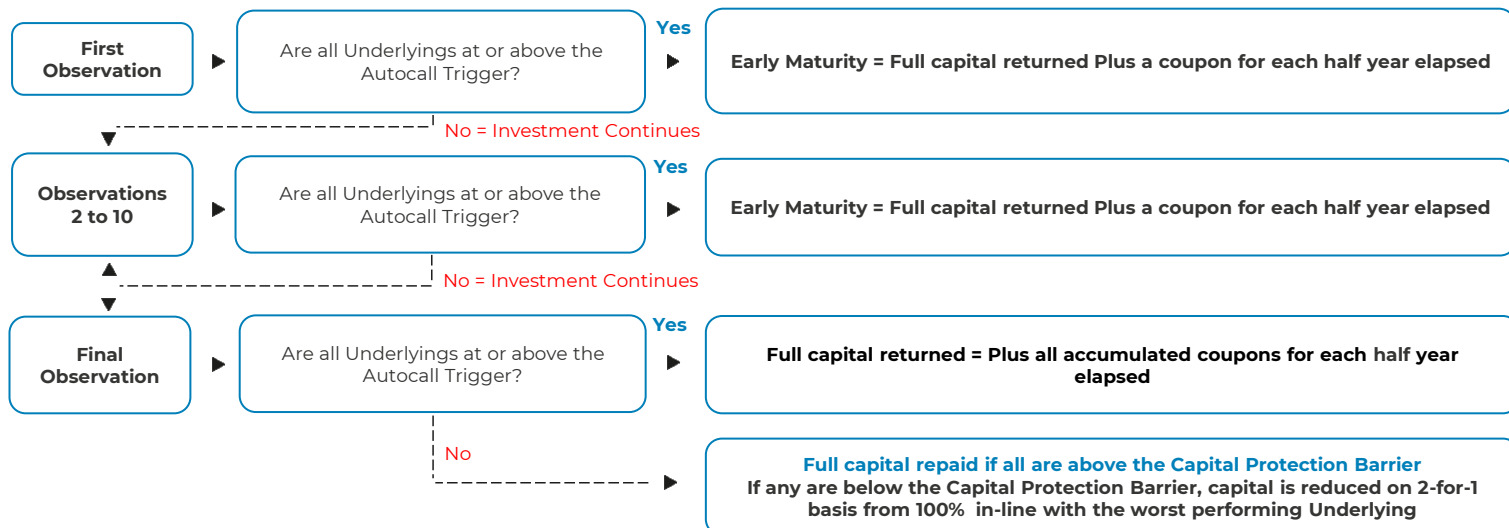 First
Observation
Are all Underlyings at or above the
Autocall Trigger?
Yes
Early Maturity = Full capital returned Plus a coupon for each half year elapsed
No = Investment Continues
Observations
2 to 10
Are all Underlyings at or above the
Autocall Trigger?
Yes
Early Maturity = Full capital returned Plus a coupon for each half year elapsed
No = Investment Continues
Final
Observation
Are all Underlyings at or above the
Autocall Trigger?
Yes
Full capital returned = Plus all accumulated coupons for each half year
elapsed
No
Full capital repaid if all are above the Capital Protection Barrier
If any are below the Capital Protection Barrier, capital is reduced on 2-for-1
basis from 100% in-line with the worst performing Underlying